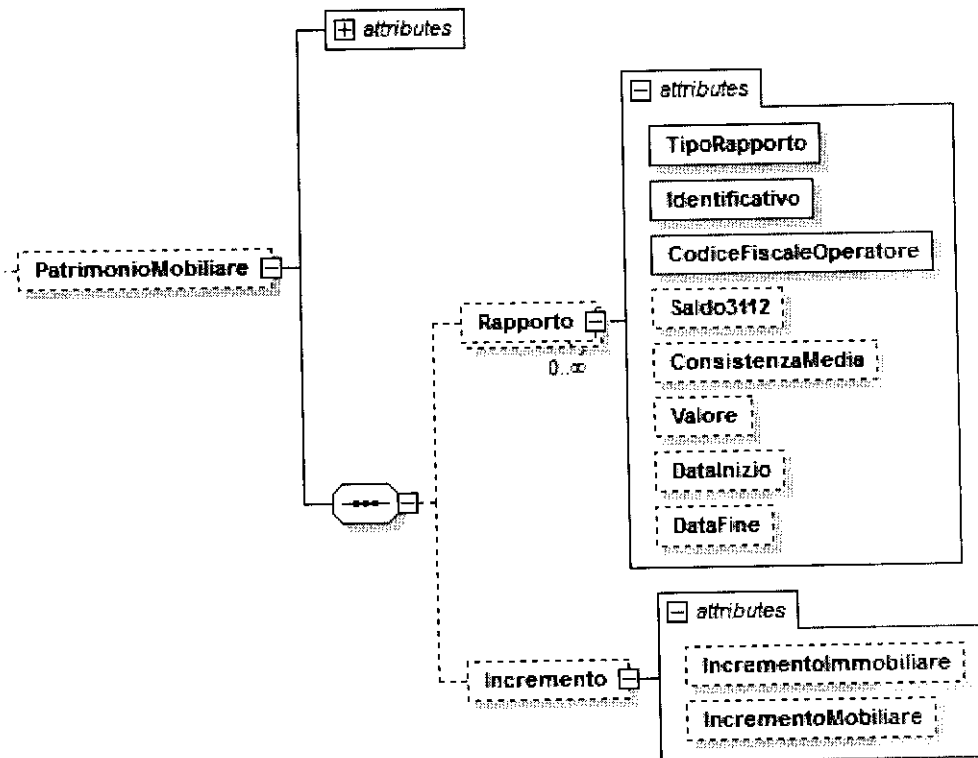 attributes
attributes
TipoRapporto
Identificativo
CodiceFiscaleOperatore
PatrimonioMobiliare
Saldo3112
Rapporto
ConsistenzaMedia
0..∞
Valore
DataInizio
DataFine
attributes
IncrementoImmobiliare
Incremento
IncrementoMobiliare